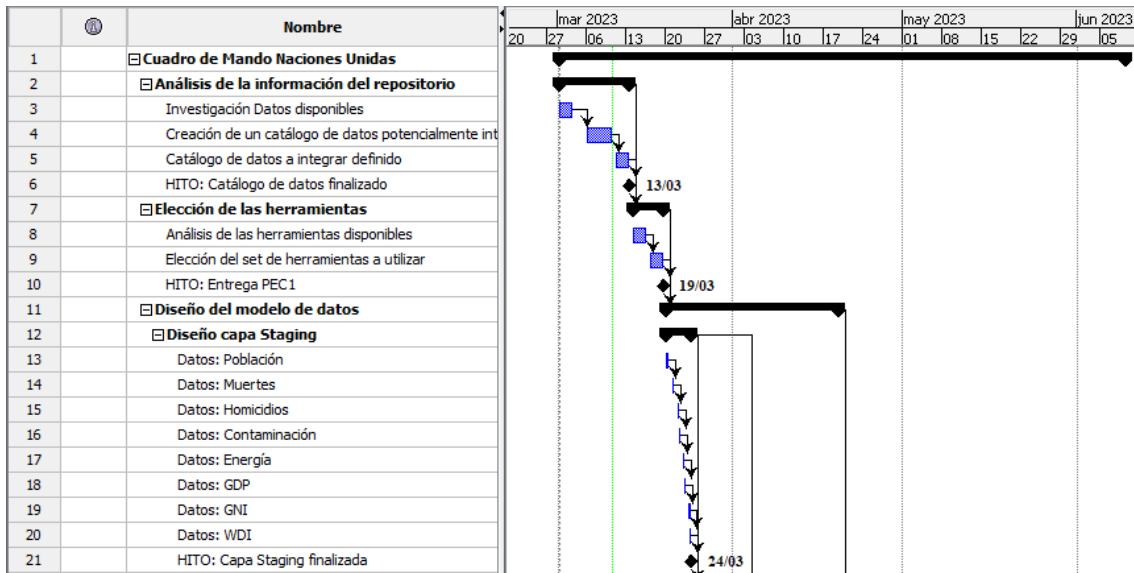 Nombre
mar 2023 abr 2023 may 2023 jun 2023
20 27 06 13 20 27 03 10 17 24 01 08 15 22 29 05
1 Cuadro de Mando Naciones Unidas
2 Análisis de la información del repositorio
3 Investigación Datos disponibles
4 Creación de un catálogo de datos potencialmente int
5 Catálogo de datos a integrar definido
6 HITO: Catálogo de datos finalizado 13/03
7 Elección de las herramientas
8 Análisis de las herramientas disponibles
9 Elección del set de herramientas a utilizar
10 HITO: Entrega PEC1 19/03
11 Diseño del modelo de datos
12 Diseño capa Staging
13 Datos: Población
14 Datos: Muertes
15 Datos: Homicidios
16 Datos: Contaminación
17 Datos: Energía
18 Datos: GDP
19 Datos: GNI
20 Datos: WDI
21 HITO: Capa Staging finalizada 24/03